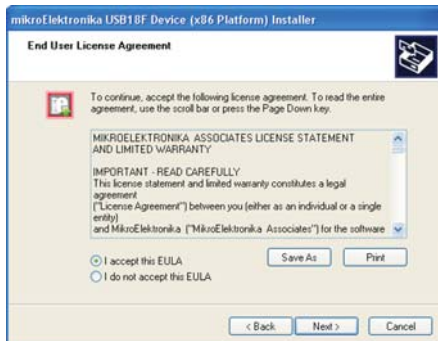 mikroElektronika USB18F Device (x86 Platform) Installer
End User License Agreement
To continue, accept the following license agreement. To read the entire
agreement, use the scroll bar or press the Page Down key.
MIKROELEKTRONIKA ASSOCIATES LICENSE STATEMENT
AND LIMITED WARRANTY
IMPORTANT - READ CAREFULLY
This license statement and limited warranty constitutes a legal
agreement
("License Agreement") between you (either as an individual or a single
entity)
and MikroElektronika ("MikroElektronika Associates") for the software
I accept this EULA
Save As
Print
I do not accept this EULA
< Back
Next >
Cancel